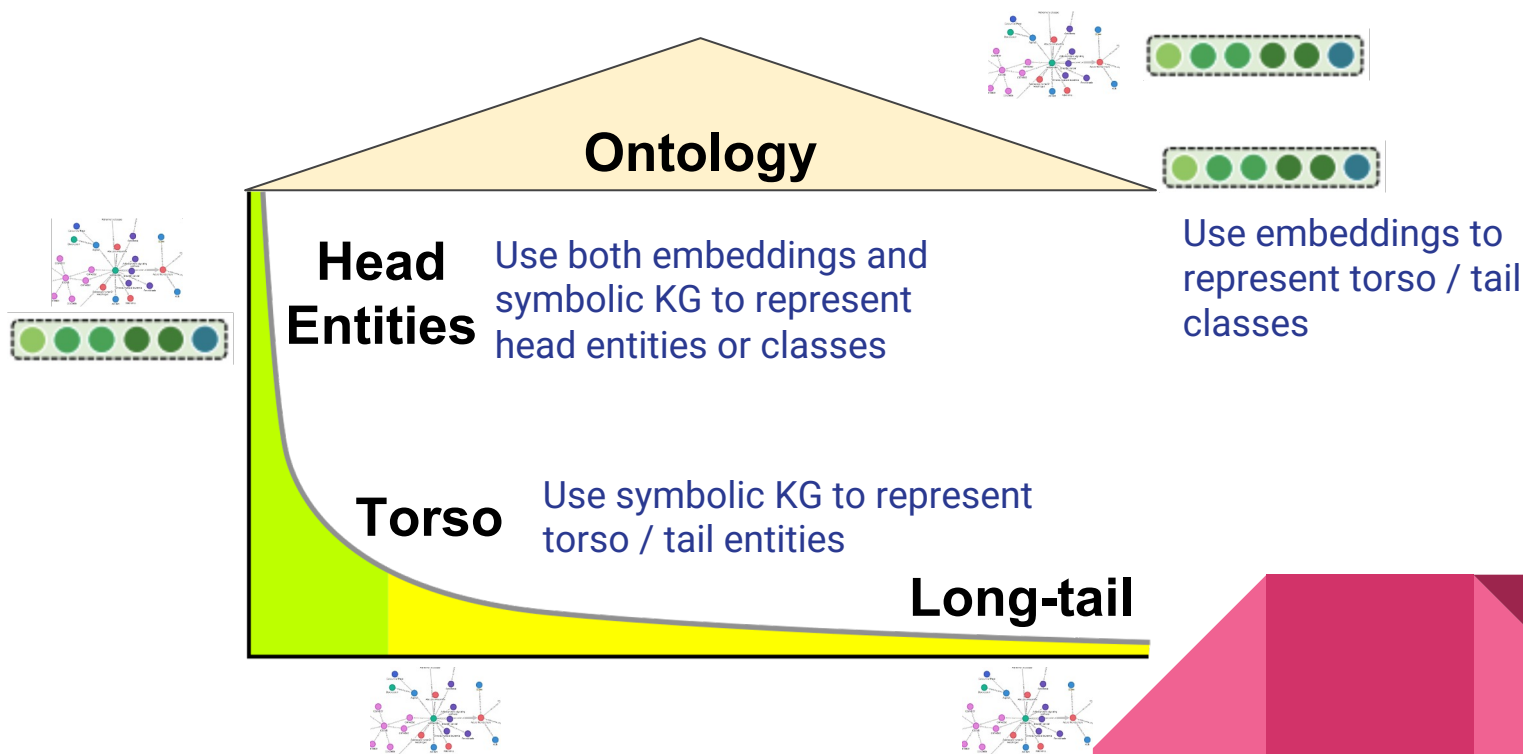 Ontology
Head
Entities
Use both embeddings and
symbolic KG to represent
head entities or classes
Use embeddings to
represent torso / tail
classes
Torso
Use symbolic KG to represent
torso / tail entities
Long-tail